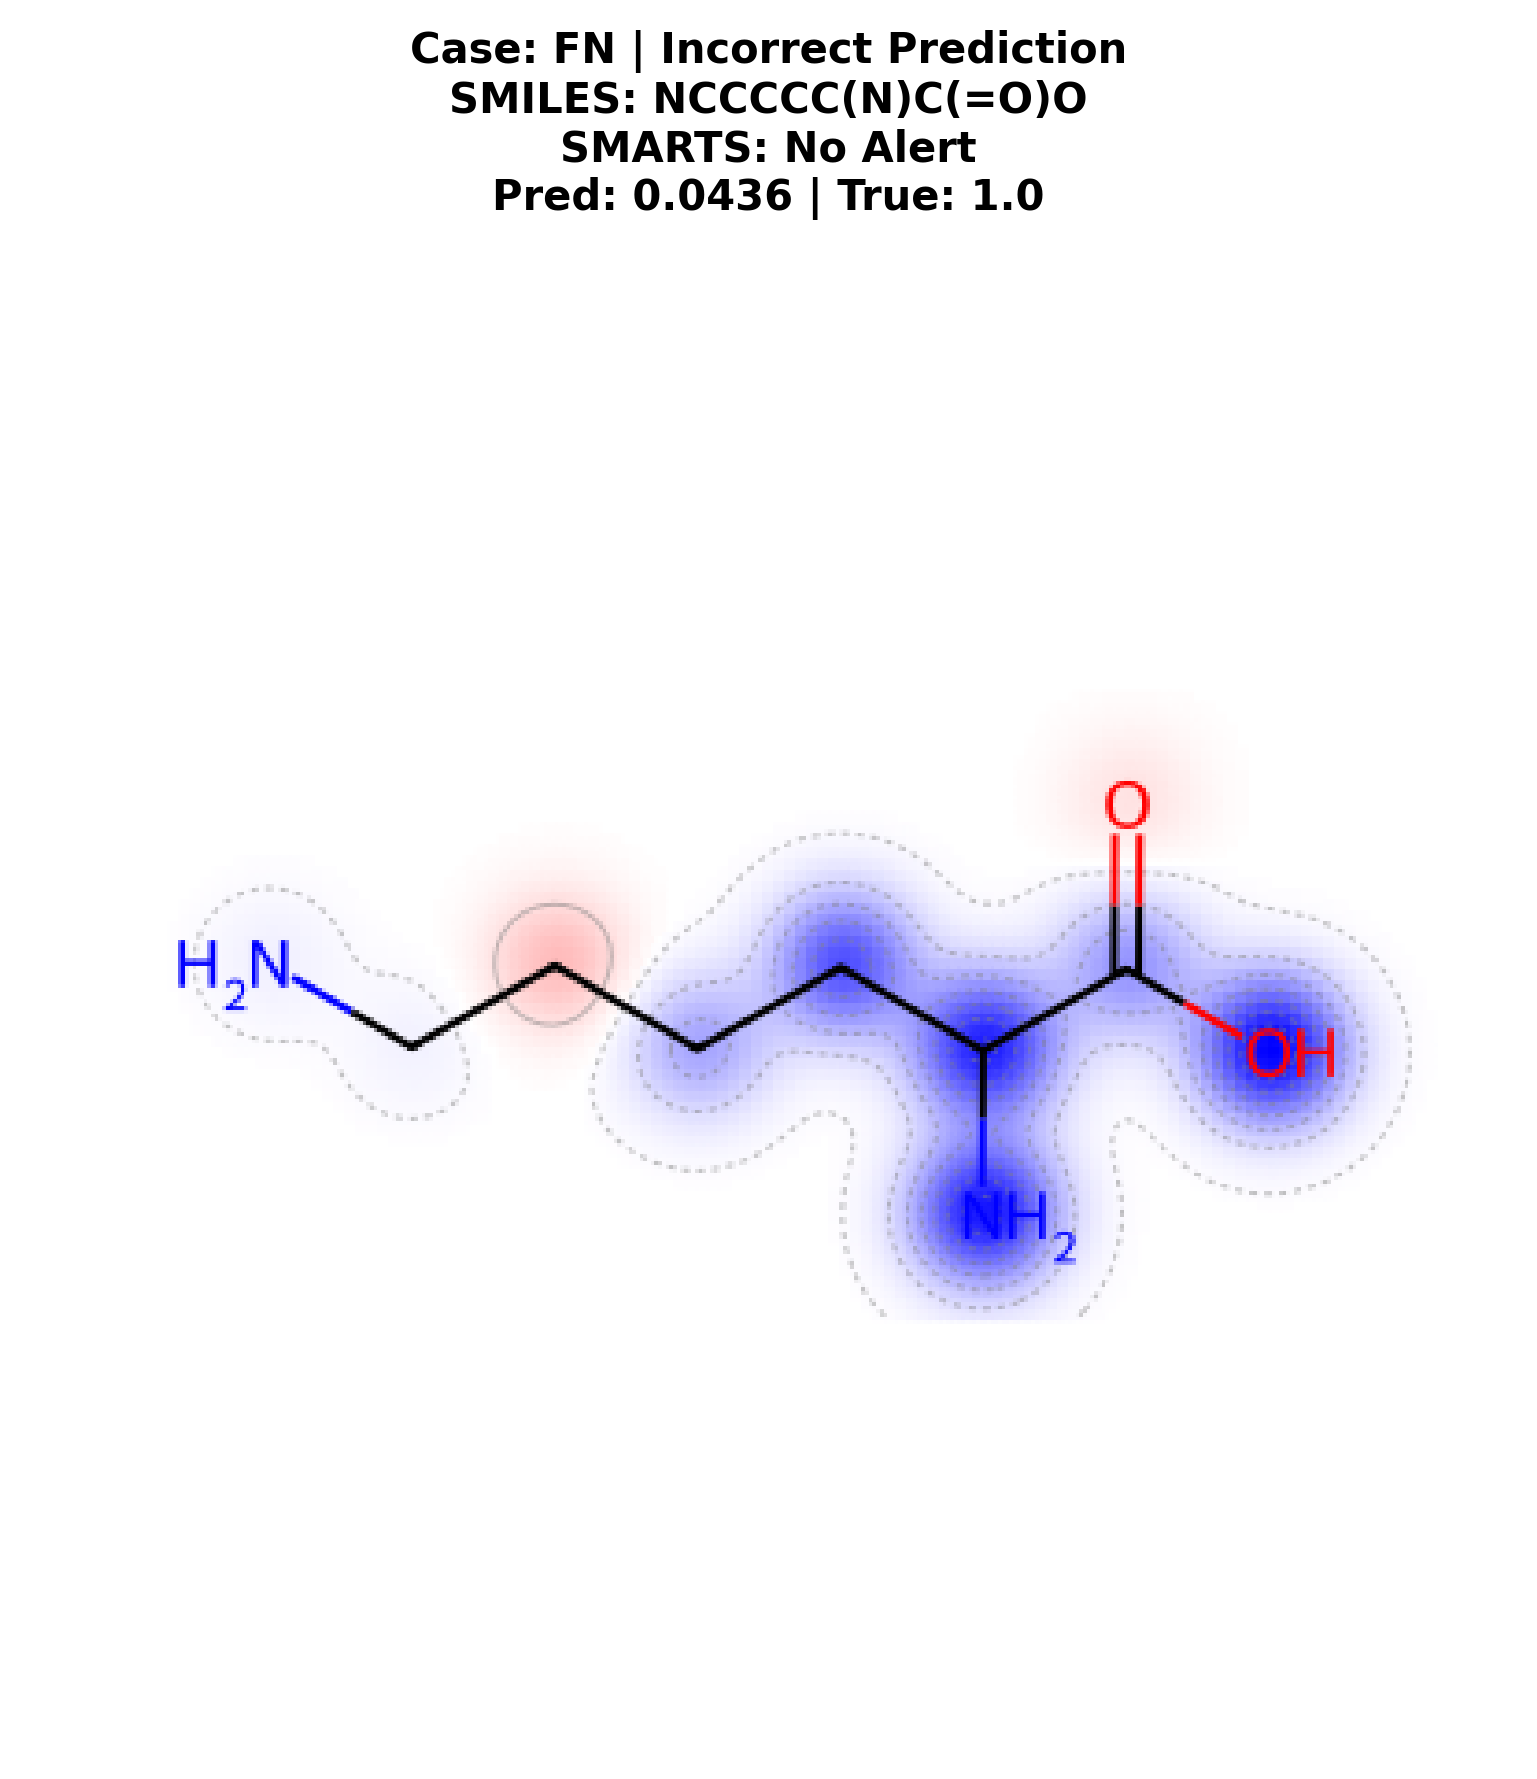 Case: FN | Incorrect Prediction
SMILES: NCCCCC(N)C(=O)O
SMARTS: No Alert
Pred: 0.0436 | True: 1.0
O
H2N
OH
NH2